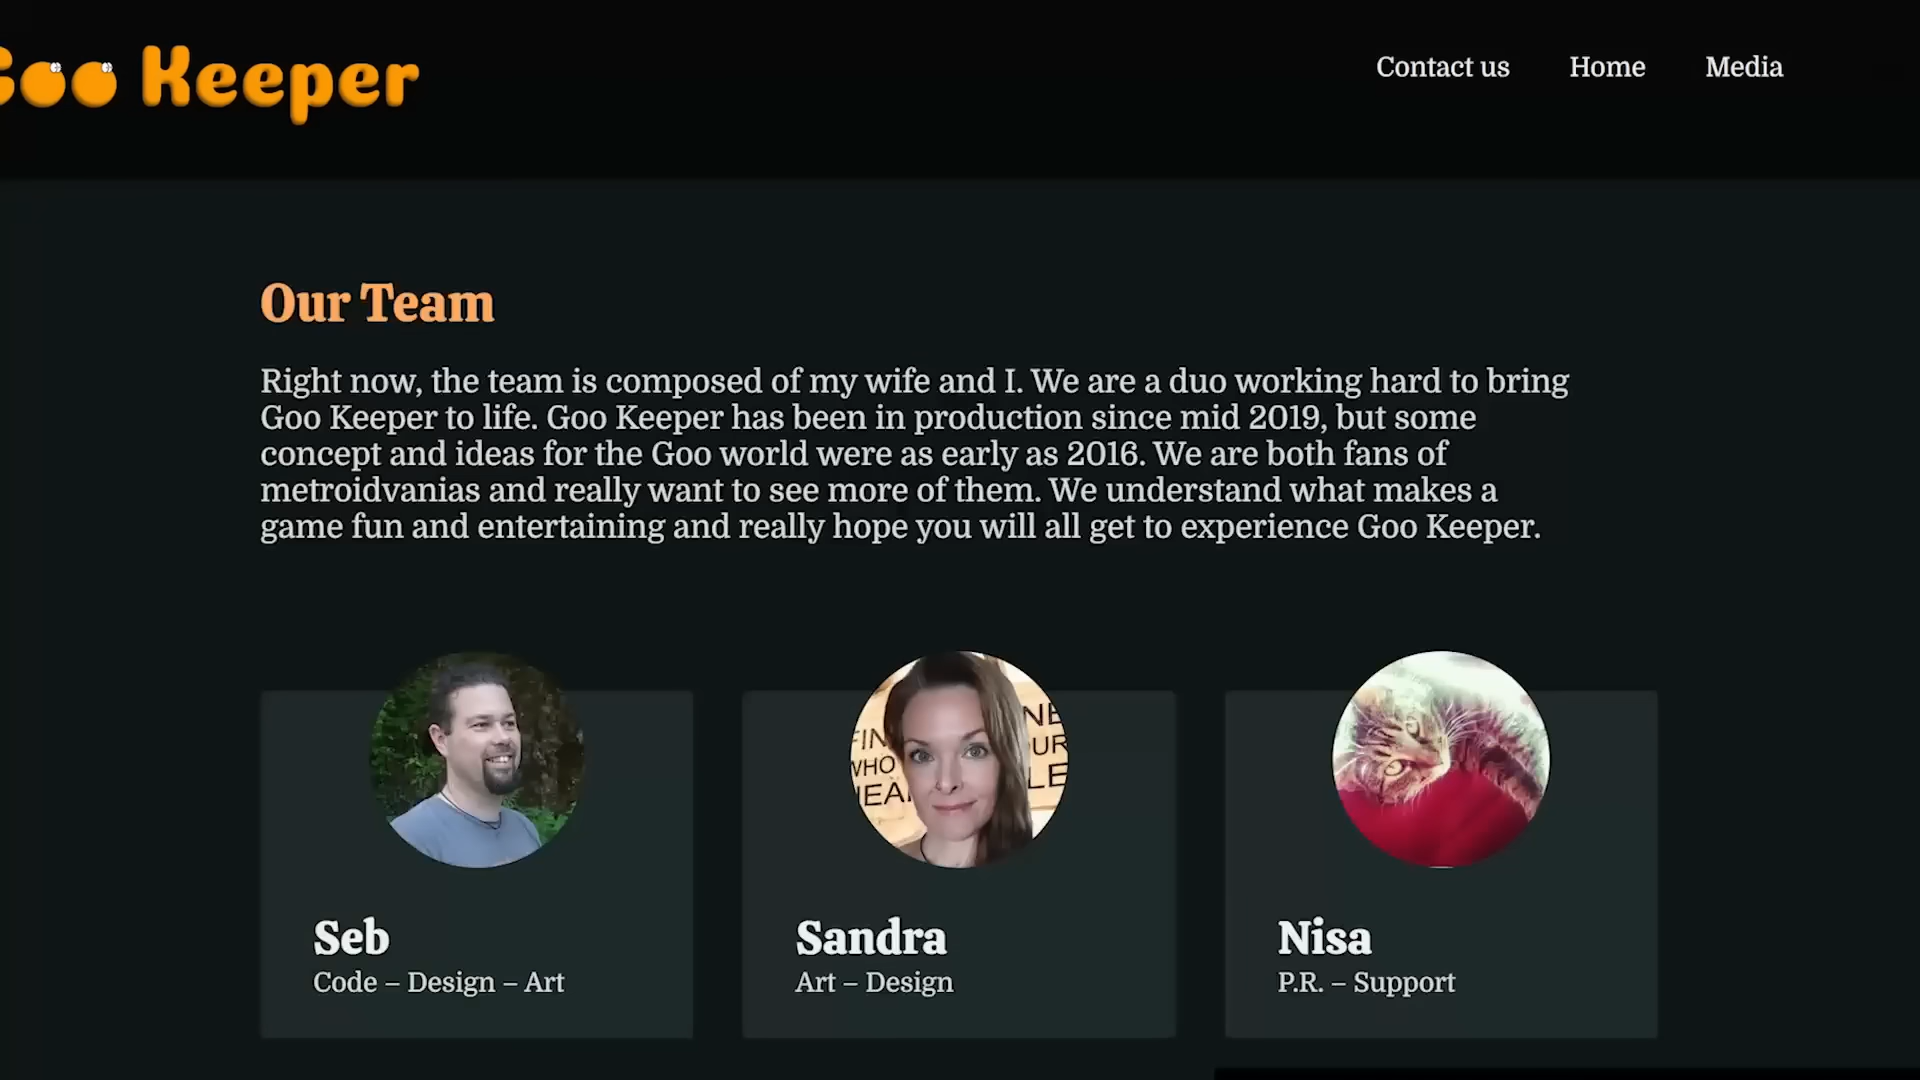 Goo Keeper
Contact us Home Media
Our Team
Right now, the team is composed of my wife and I. We are a duo working hard to bring
Goo Keeper to life. Goo Keeper has been in production since mid 2019, but some
concept and ideas for the Goo world were as early as 2016. We are both fans of
metroidvanias and really want to see more of them. We understand what makes a
game fun and entertaining and really hope you will all get to experience Goo Keeper.
Seb
Code – Design – Art
Sandra
Art – Design
Nisa
P.R. – Support